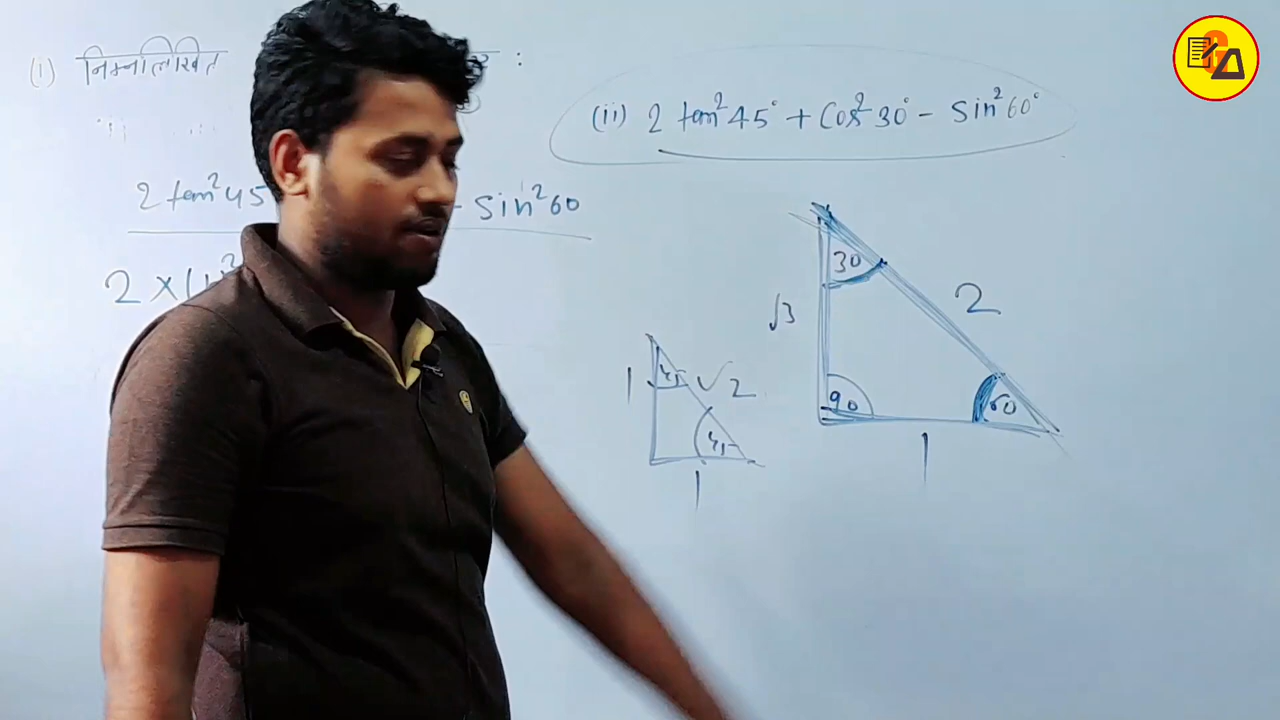 (1) निम्नलिखित :
(ii) 2 tan²45° + Cos²30° - Sin²60°
2 tan²45 - Sin²60
2 × (1)²
30
√3
2
90
60
1
1
45
√2
45
1